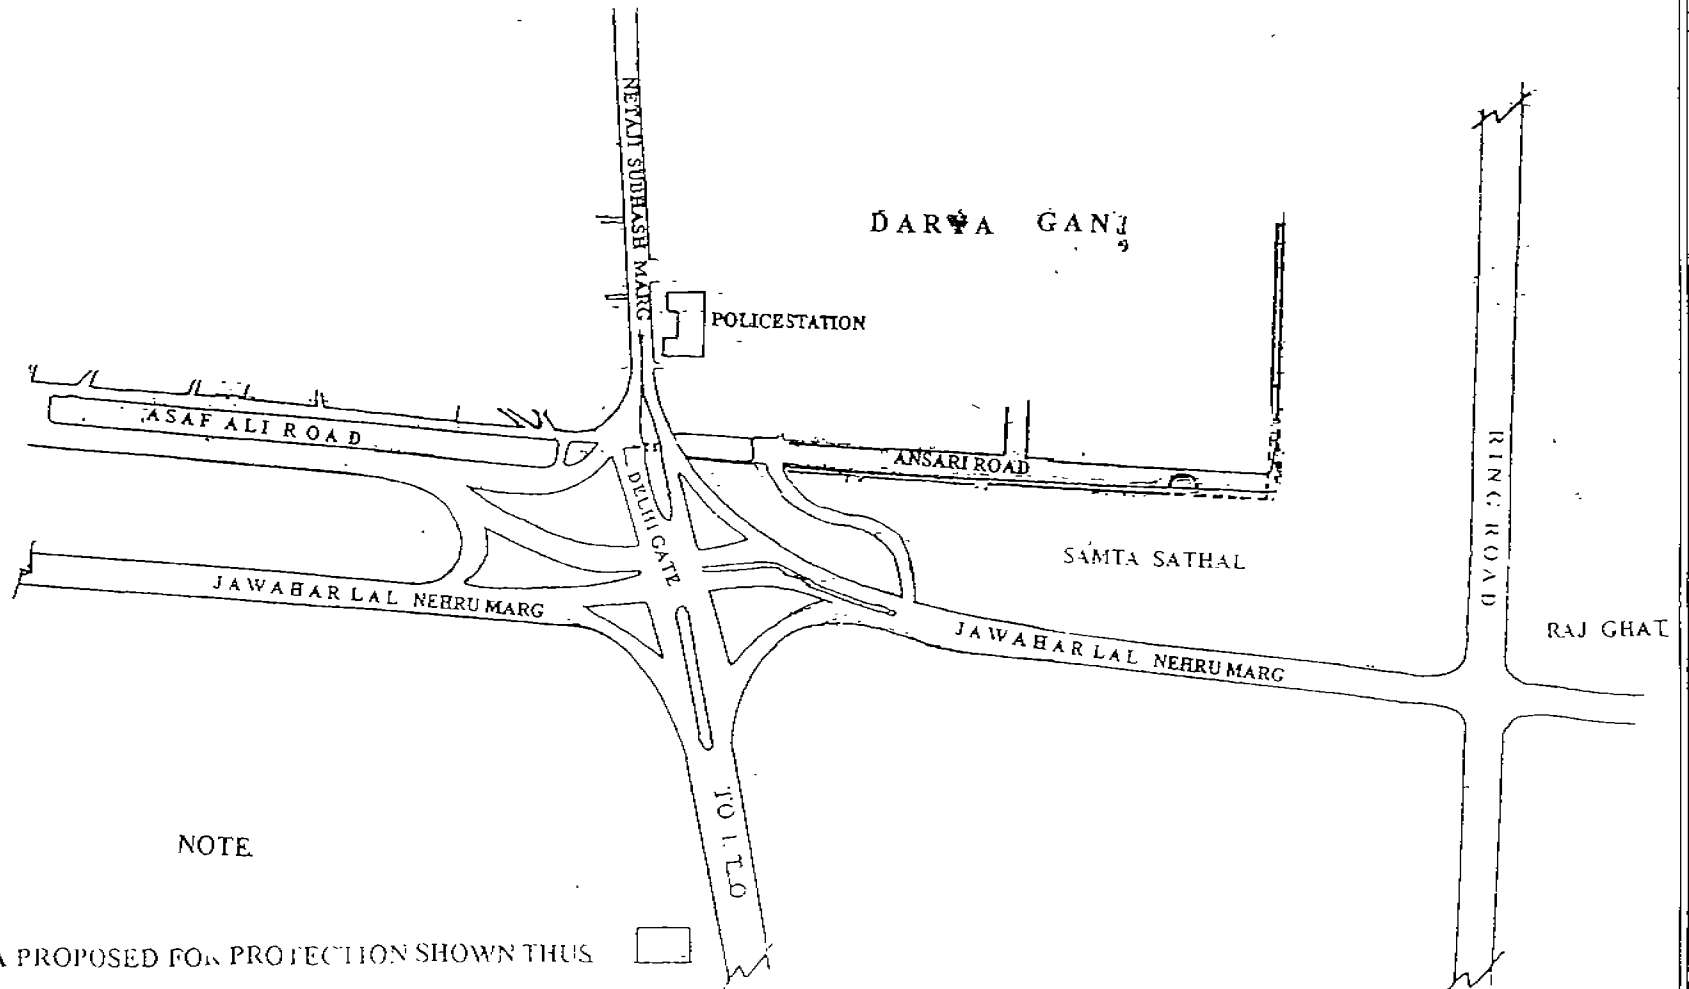 NETAJI SUBHASH MARG
DARYA GANJ
POLICESTATION
ASAF ALI ROAD
ANSARI ROAD
DELHI GATE
RING ROAD
SAMTA SATHAL
JAWAHAR LAL NEHRU MARG
JAWAHAR LAL NEHRU MARG
RAJ GHAT
TO I.T.O
NOTE
A PROPOSED FOR PROTECTION SHOWN THUS